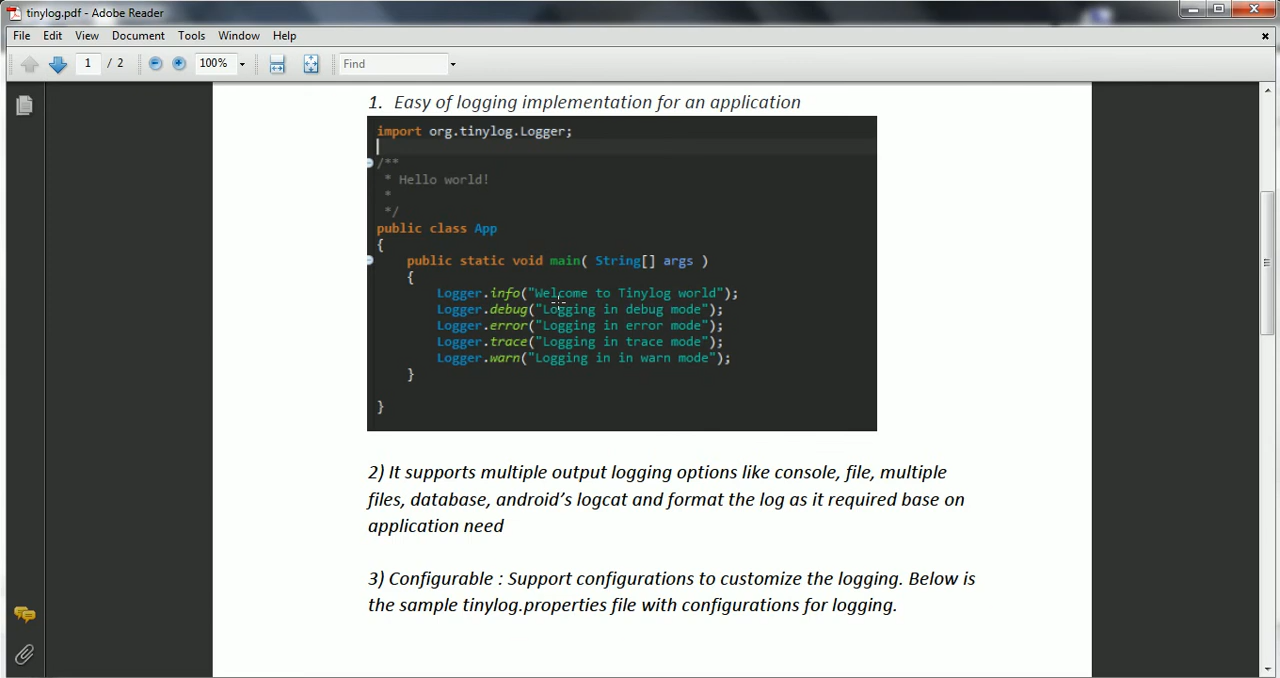 tinylog.pdf - Adobe Reader
File Edit View Document Tools Window Help
1 / 2 100% Find
1. Easy of logging implementation for an application
import org.tinylog.Logger;
/**
* Hello world!
*
*/
public class App
{
public static void main( String[] args )
{
Logger.info("Welcome to Tinylog world");
Logger.debug("Logging in debug mode");
Logger.error("Logging in error mode");
Logger.trace("Logging in trace mode");
Logger.warn("Logging in in warn mode");
}
}
2) It supports multiple output logging options like console, file, multiple
files, database, android’s logcat and format the log as it required base on
application need
3) Configurable : Support configurations to customize the logging. Below is
the sample tinylog.properties file with configurations for logging.